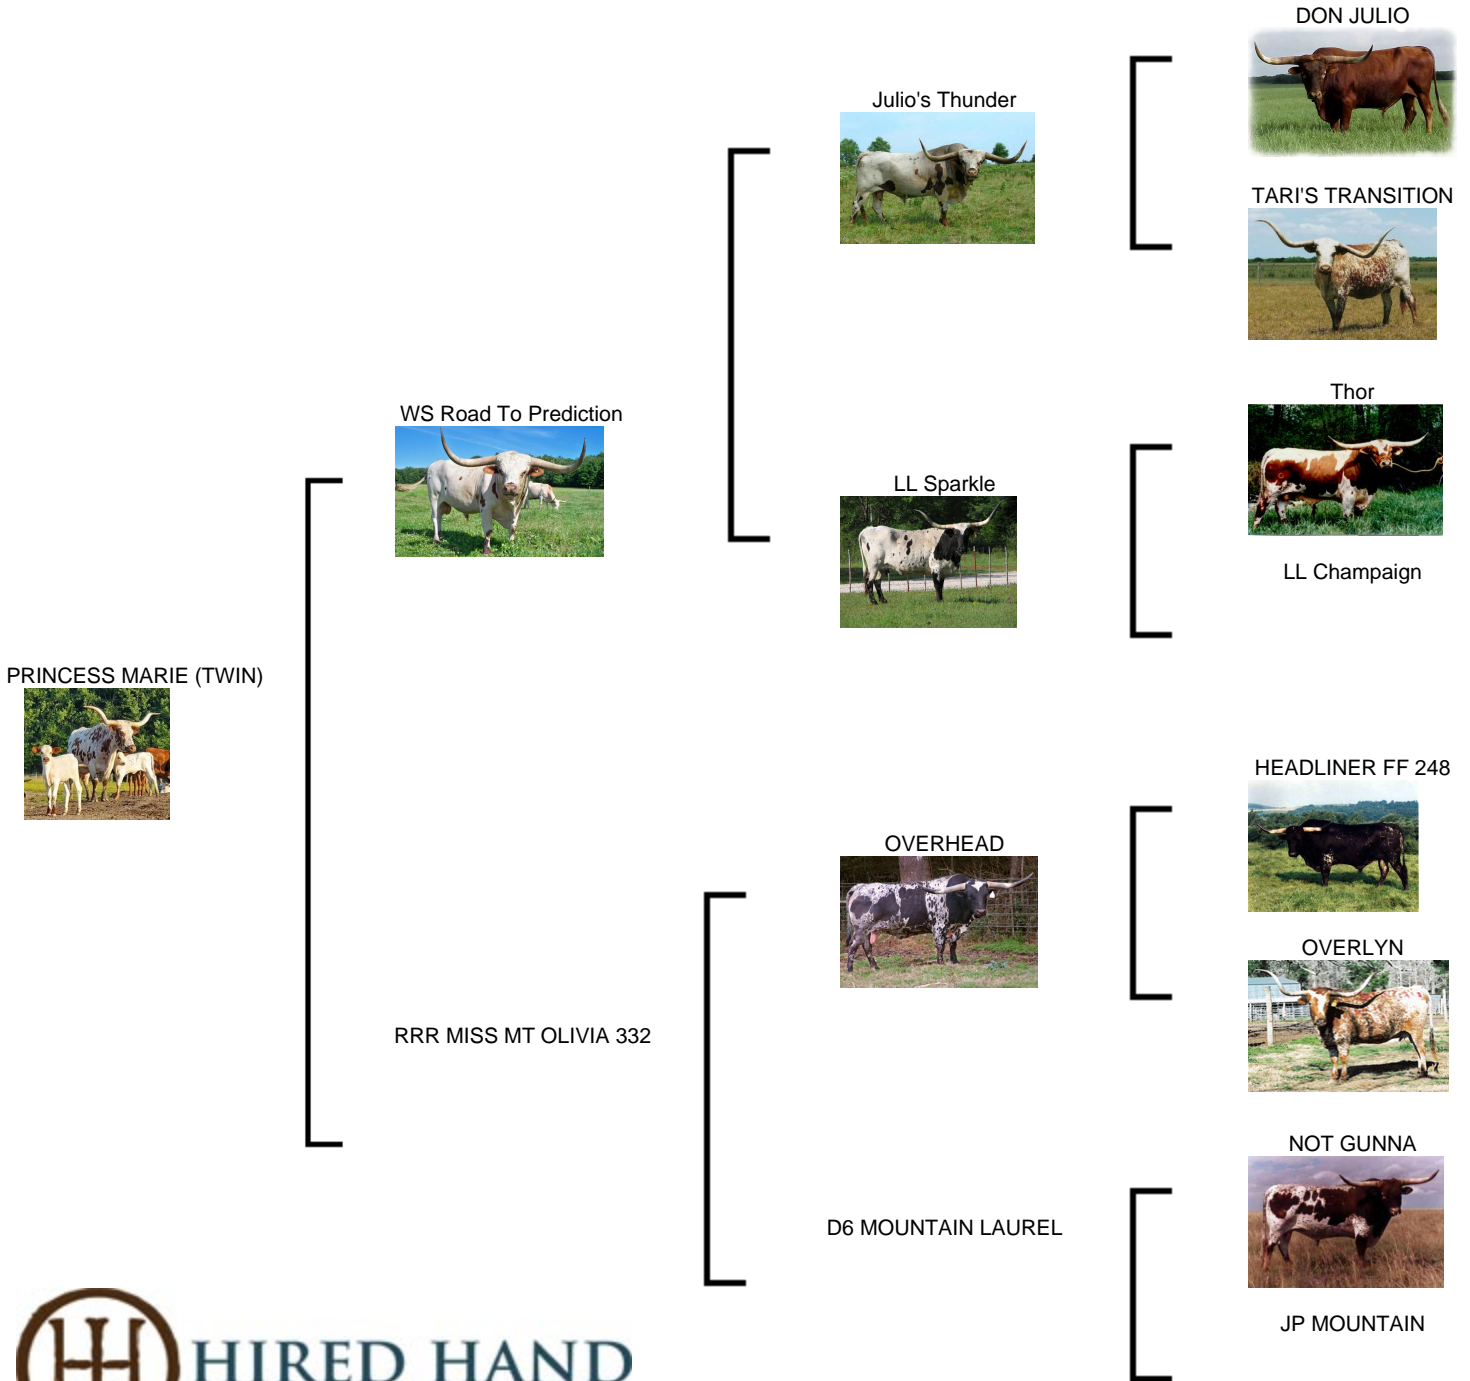 DON JULIO
Julio's Thunder
TARI'S TRANSITION
Thor
WS Road To Prediction
LL Sparkle
LL Champaign
PRINCESS MARIE (TWIN)
HEADLINER FF 248
OVERHEAD
OVERLYN
RRR MISS MT OLIVIA 332
NOT GUNNA
D6 MOUNTAIN LAUREL
JP MOUNTAIN
HIRED HAND